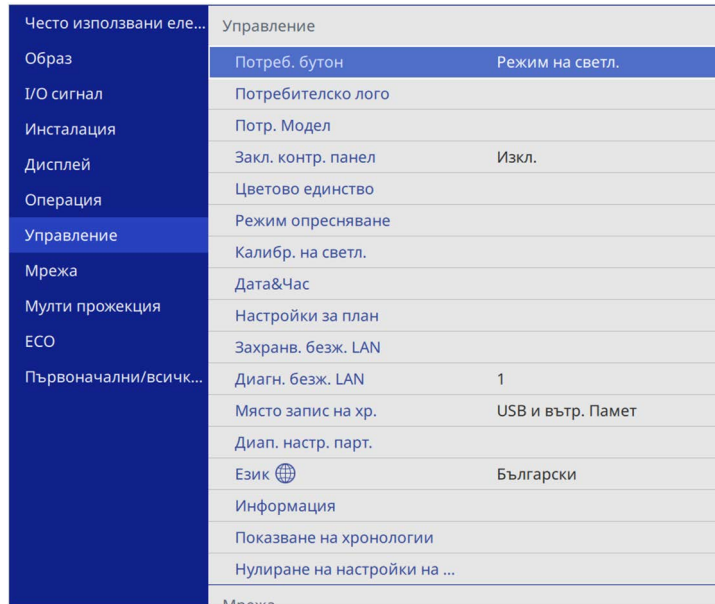 Често използвани еле...
Образ
I/O сигнал
Инсталация
Дисплей
Операция
Управление
Мрежа
Мулти прожекция
ECO
Първоначални/всичк...
Управление
Потреб. бутон Режим на светл.
Потребителско лого
Потр. Модел
Закл. контр. панел Изкл.
Цветово единство
Режим опресняване
Калибр. на светл.
Дата&Час
Настройки за план
Захранв. безж. LAN
Диагн. безж. LAN 1
Място запис на хр. USB и вътр. Памет
Диап. настр. парт.
Език Български
Информация
Показване на хронологии
Нулиране на настройки на ...
Мрежа